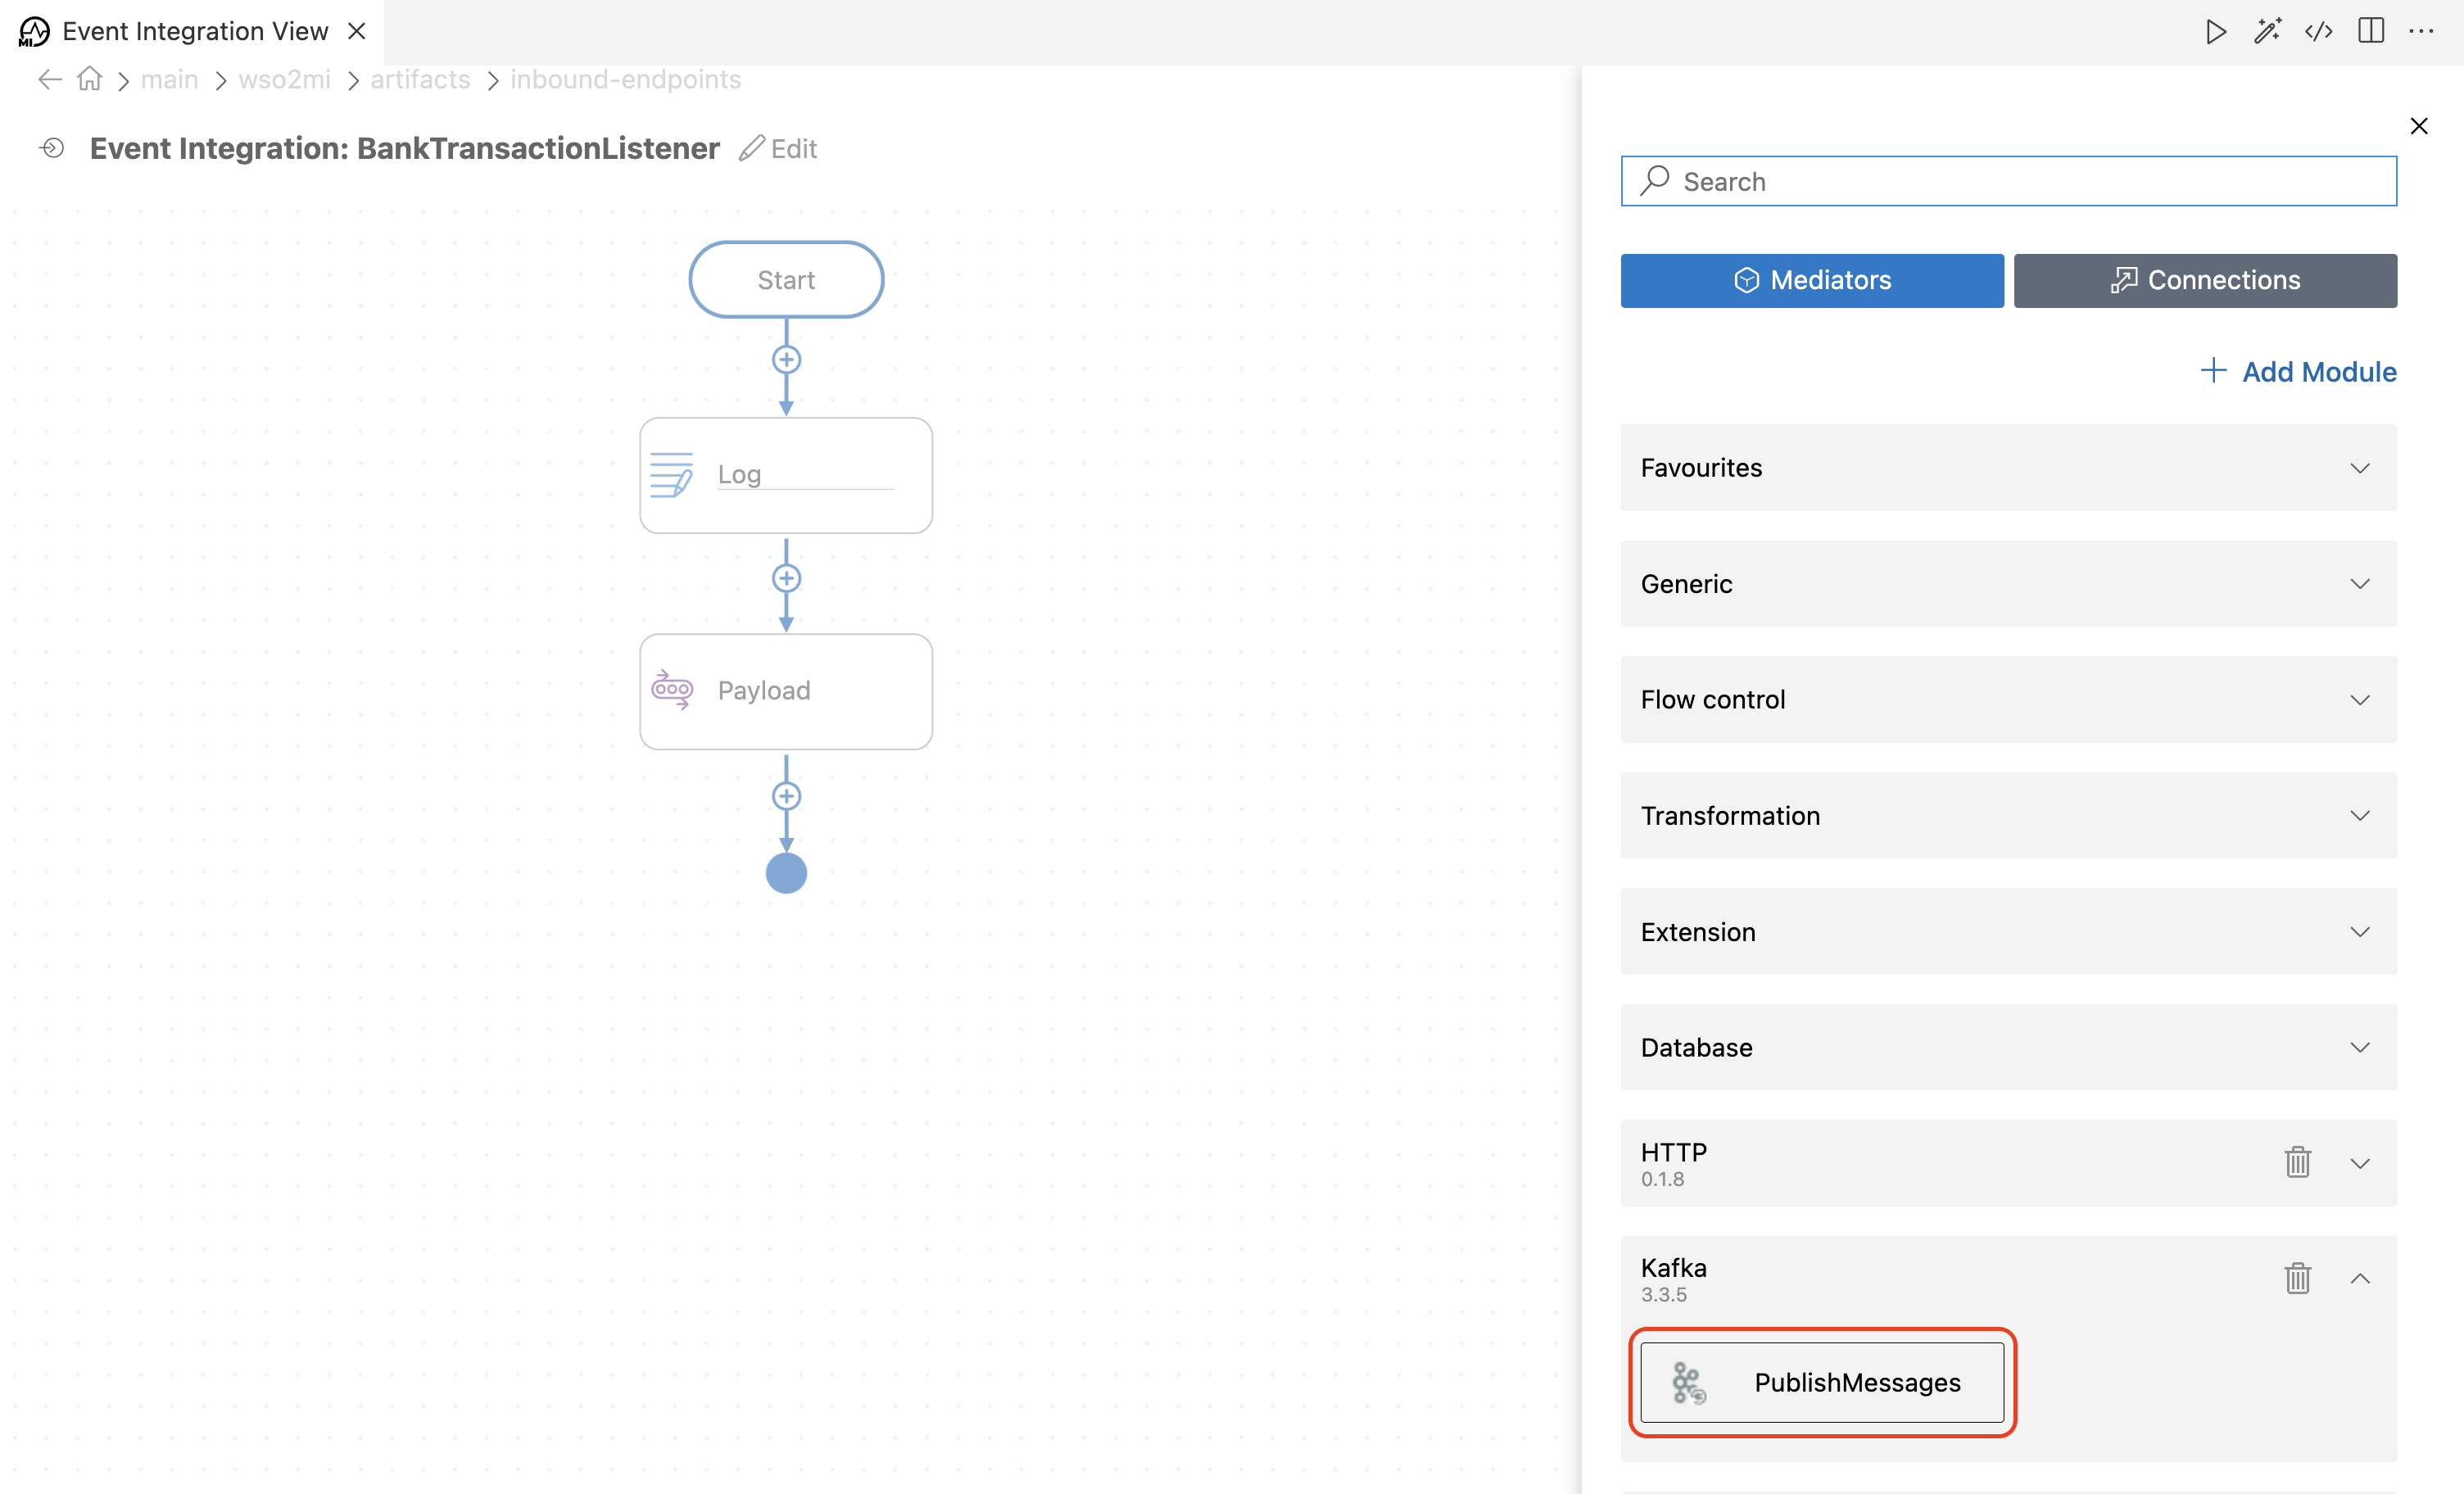 MI Event Integration View
main > wso2mi > artifacts > inbound-endpoints
Event Integration: BankTransactionListener Edit
Start
Log
Payload
Search
Mediators Connections
Add Module
Favourites
Generic
Flow control
Transformation
Extension
Database
HTTP
0.1.8
Kafka
3.3.5
PublishMessages